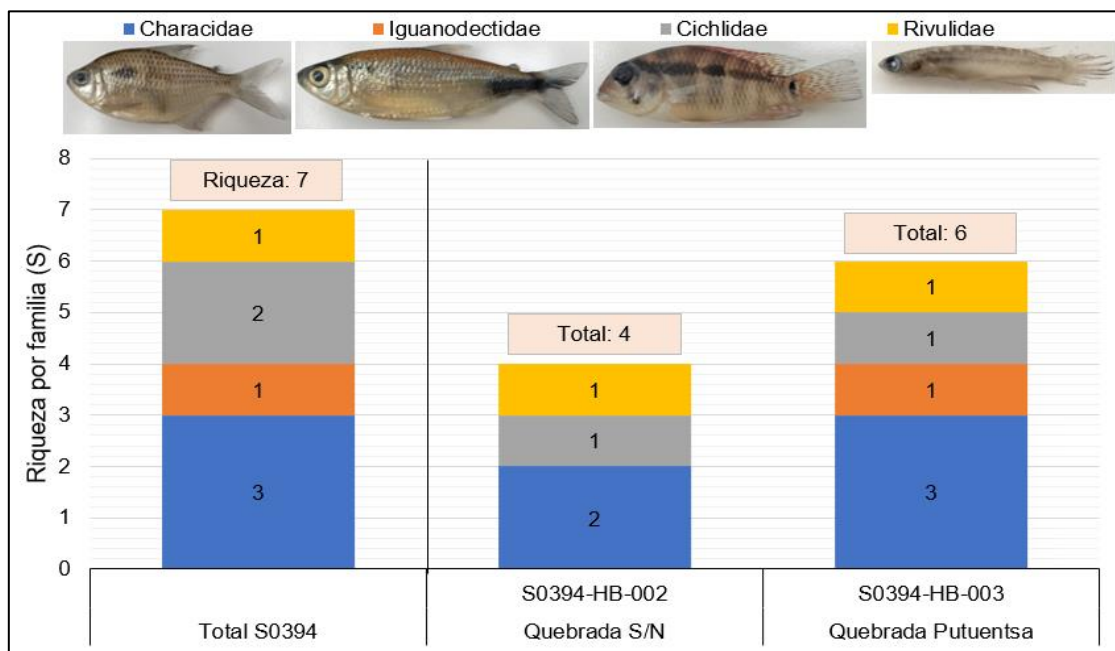 Characidae Iguanodectidae Cichlidae Rivulidae
Riqueza por familia (S)
8
7
6
5
4
3
2
1
0
Riqueza: 7
1
2
1
3
Total: 4
1
1
2
Total: 6
1
1
1
3
S0394-HB-002 S0394-HB-003
Total S0394 Quebrada S/N Quebrada Putuentsa